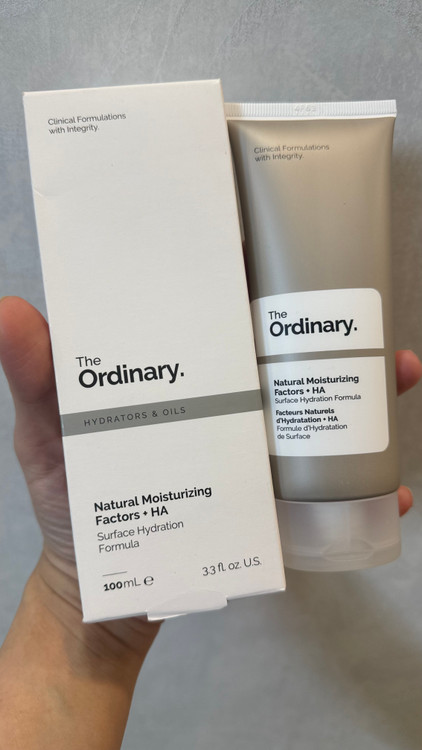 Clinical Formulations
with Integrity.
The
Ordinary.
HYDRATORS & OILS
Natural Moisturizing
Factors + HA
Surface Hydration
Formula
100mL e
3.3 fl. oz. U.S.
Clinical Formulations
with Integrity.
The
Ordinary.
Natural Moisturizing
Factors + HA
Surface Hydration Formula
Facteurs Naturels
d'Hydratation + HA
Formule d'Hydratation
de Surface